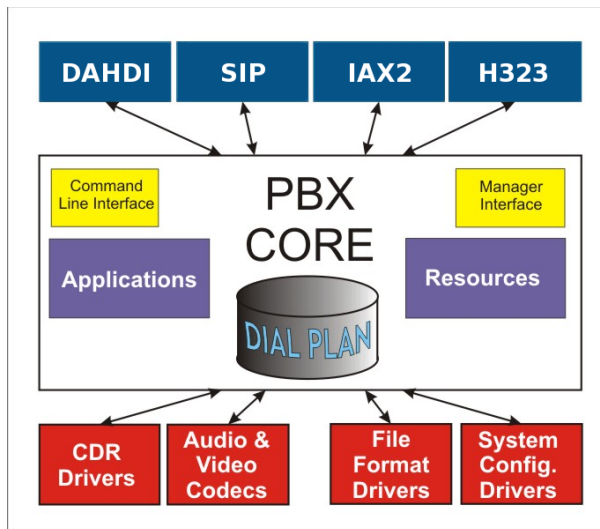 DAHDI
SIP
IAX2
H323
Command
Line Interface
PBX
CORE
Manager
Interface
Applications
Resources
DIAL PLAN
CDR
Drivers
Audio &
Video
Codecs
File
Format
Drivers
System
Config.
Drivers